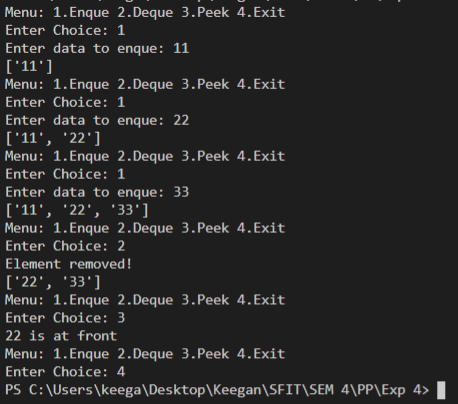 Menu: 1.Enque 2.Deque 3.Peek 4.Exit
Enter Choice: 1
Enter data to enque: 11
['11']
Menu: 1.Enque 2.Deque 3.Peek 4.Exit
Enter Choice: 1
Enter data to enque: 22
['11', '22']
Menu: 1.Enque 2.Deque 3.Peek 4.Exit
Enter Choice: 1
Enter data to enque: 33
['11', '22', '33']
Menu: 1.Enque 2.Deque 3.Peek 4.Exit
Enter Choice: 2
Element removed!
['22', '33']
Menu: 1.Enque 2.Deque 3.Peek 4.Exit
Enter Choice: 3
22 is at front
Menu: 1.Enque 2.Deque 3.Peek 4.Exit
Enter Choice: 4
PS C:\Users\keega\Desktop\Keegan\SFIT\SEM 4\PP\Exp 4>